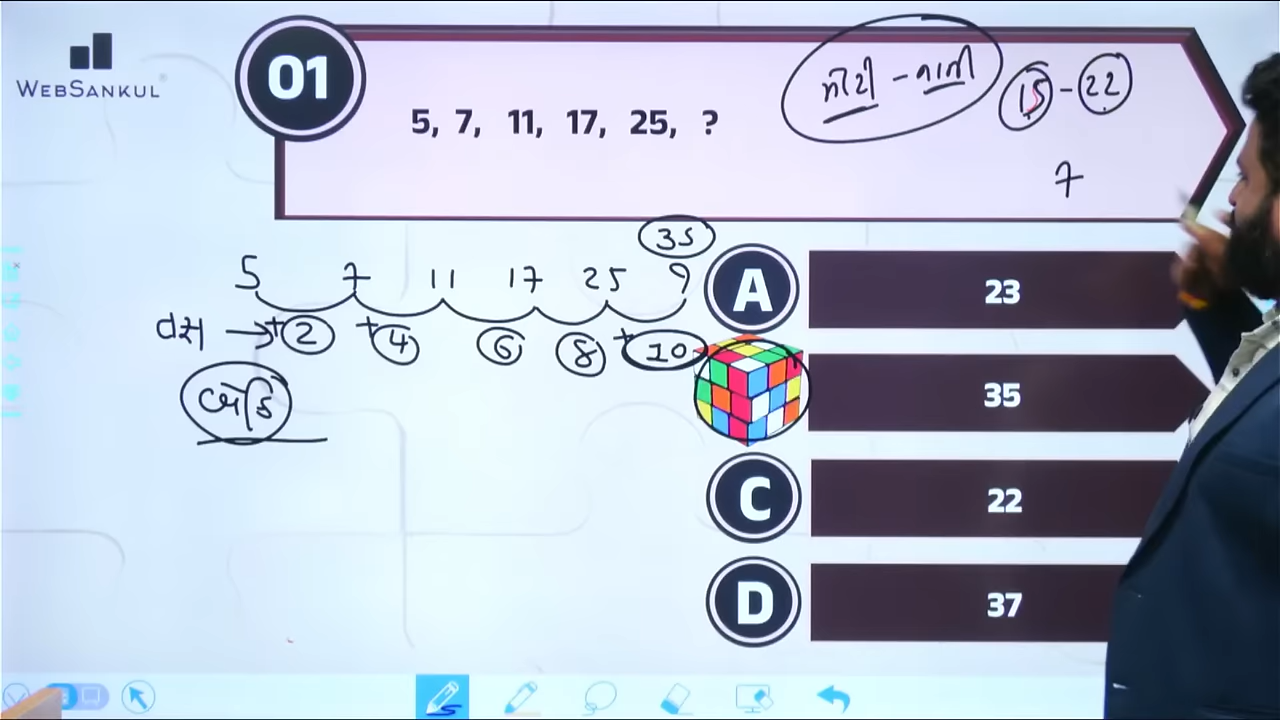 WEBSANKUL®
01
5, 7, 11, 17, 25, ?
મોટી - નાની
15 - 22
7
35
5 7 11 17 25 9
+2 +4 6 8 +10
A 23
35
C 22
D 37